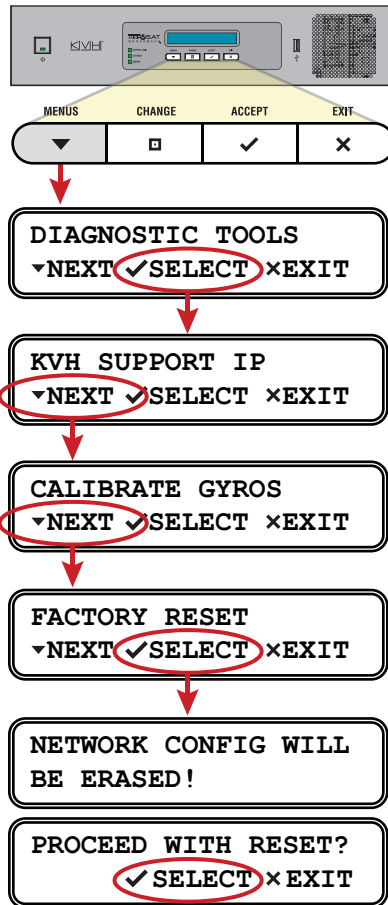 KVH
MENUS CHANGE ACCEPT EXIT
DIAGNOSTIC TOOLS
▼NEXT ✓SELECT ×EXIT
KVH SUPPORT IP
▼NEXT ✓SELECT ×EXIT
CALIBRATE GYROS
▼NEXT ✓SELECT ×EXIT
FACTORY RESET
▼NEXT ✓SELECT ×EXIT
NETWORK CONFIG WILL
BE ERASED!
PROCEED WITH RESET?
✓SELECT ×EXIT